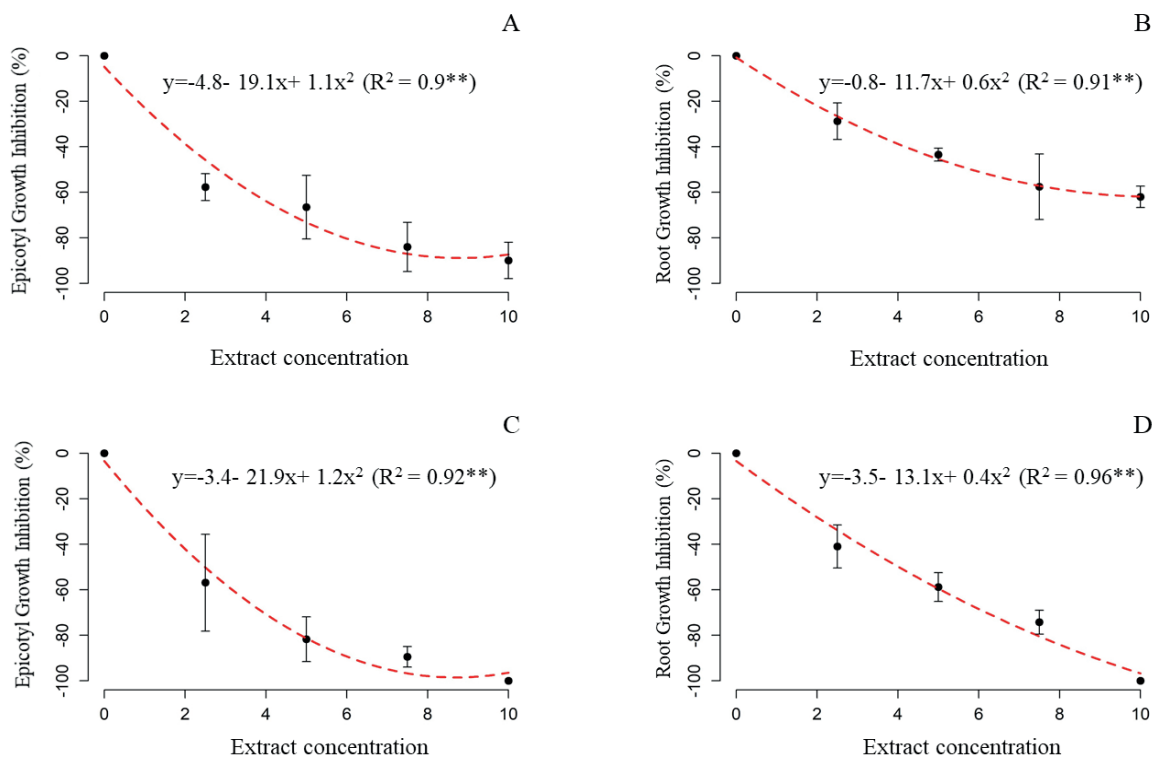 A
Epicotyl Growth Inhibition (%)
0
-20
-40
-60
-80
-100
y=-4.8- 19.1x+ 1.1x² (R² = 0.9**)
0 2 4 6 8 10
Extract concentration
B
Root Growth Inhibition (%)
0
-20
-40
-60
-80
-100
y=-0.8- 11.7x+ 0.6x² (R² = 0.91**)
0 2 4 6 8 10
Extract concentration
C
Epicotyl Growth Inhibition (%)
0
-20
-40
-60
-80
-100
y=-3.4- 21.9x+ 1.2x² (R² = 0.92**)
0 2 4 6 8 10
Extract concentration
D
Root Growth Inhibition (%)
0
-20
-40
-60
-80
-100
y=-3.5- 13.1x+ 0.4x² (R² = 0.96**)
0 2 4 6 8 10
Extract concentration